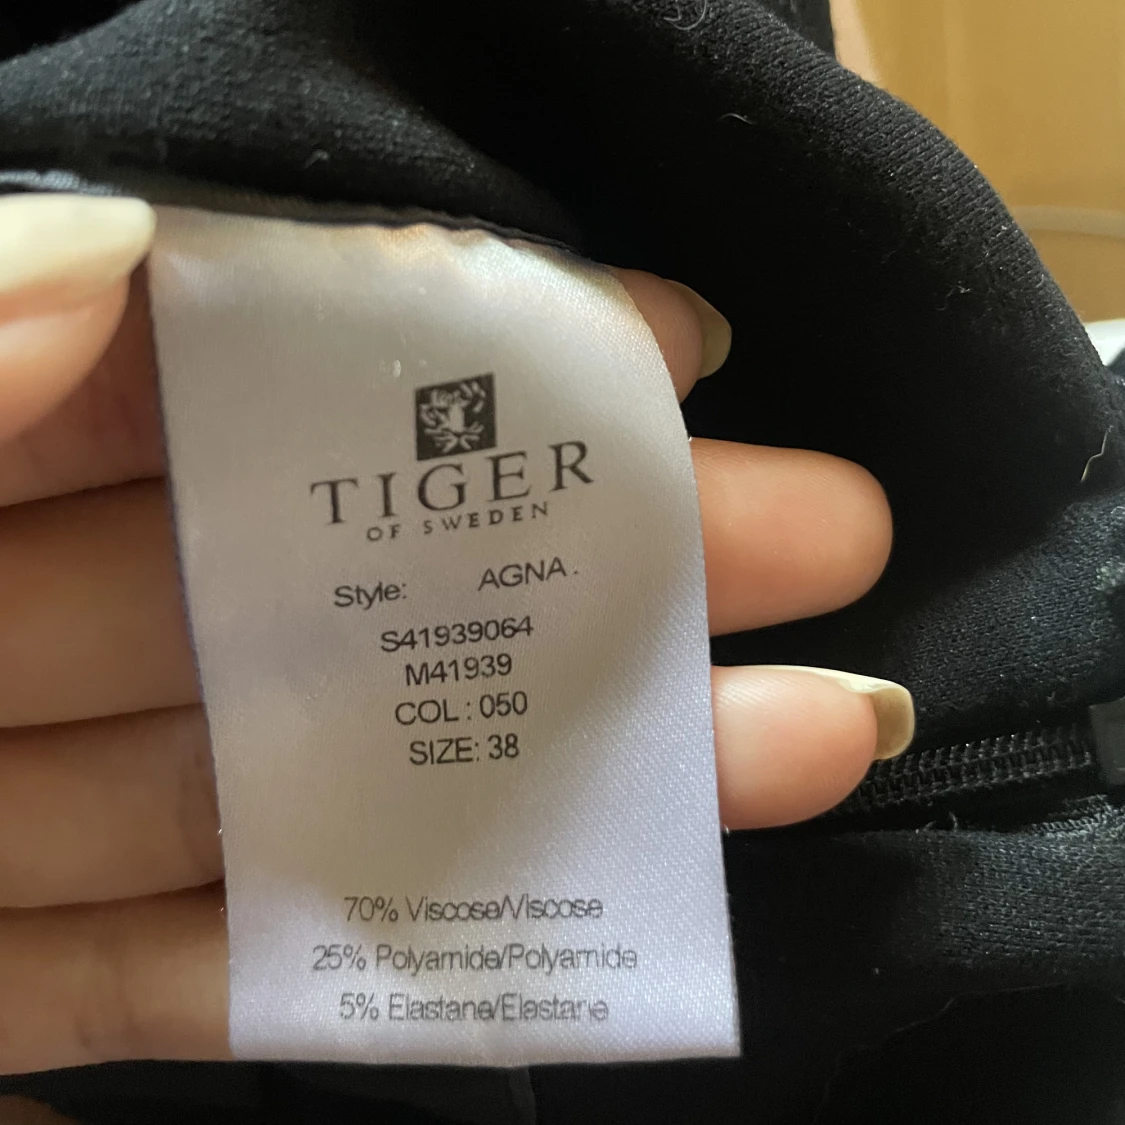 TIGER
OF SWEDEN
Style: AGNA.
S41939064
M41939
COL: 050
SIZE: 38
70% Viscose/Viscose
25% Polyamide/Polyamide
5% Elastane/Elastane